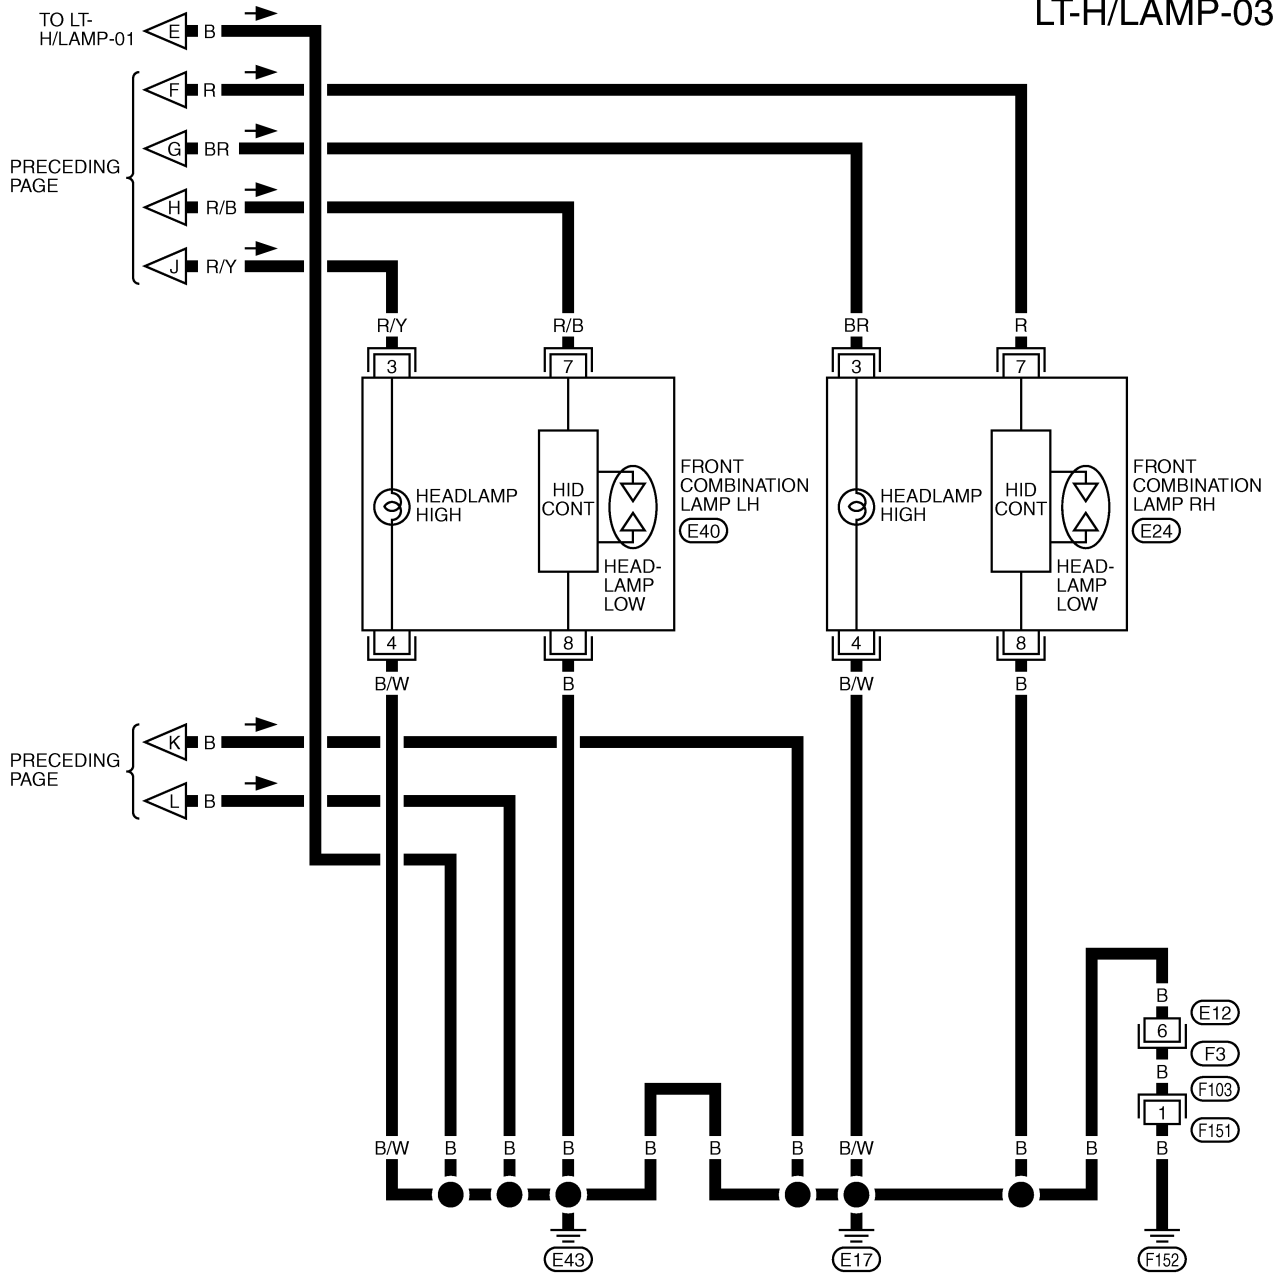 LT-H/LAMP-03
TO LT-
H/LAMP-01
E B
F R
G BR
H R/B
J R/Y
PRECEDING
PAGE
R/Y R/B BR R
3 7 3 7
HEADLAMP
HIGH
HID
CONT
HEAD-
LAMP
LOW
FRONT
COMBINATION
LAMP LH
E40
HEADLAMP
HIGH
HID
CONT
HEAD-
LAMP
LOW
FRONT
COMBINATION
LAMP RH
E24
4 8 4 8
B/W B B/W B
PRECEDING
PAGE
K B
L B
B
E12
6
F3
B
F103
1
F151
B/W B B B B B B B/W B B B
E43 E17 F152